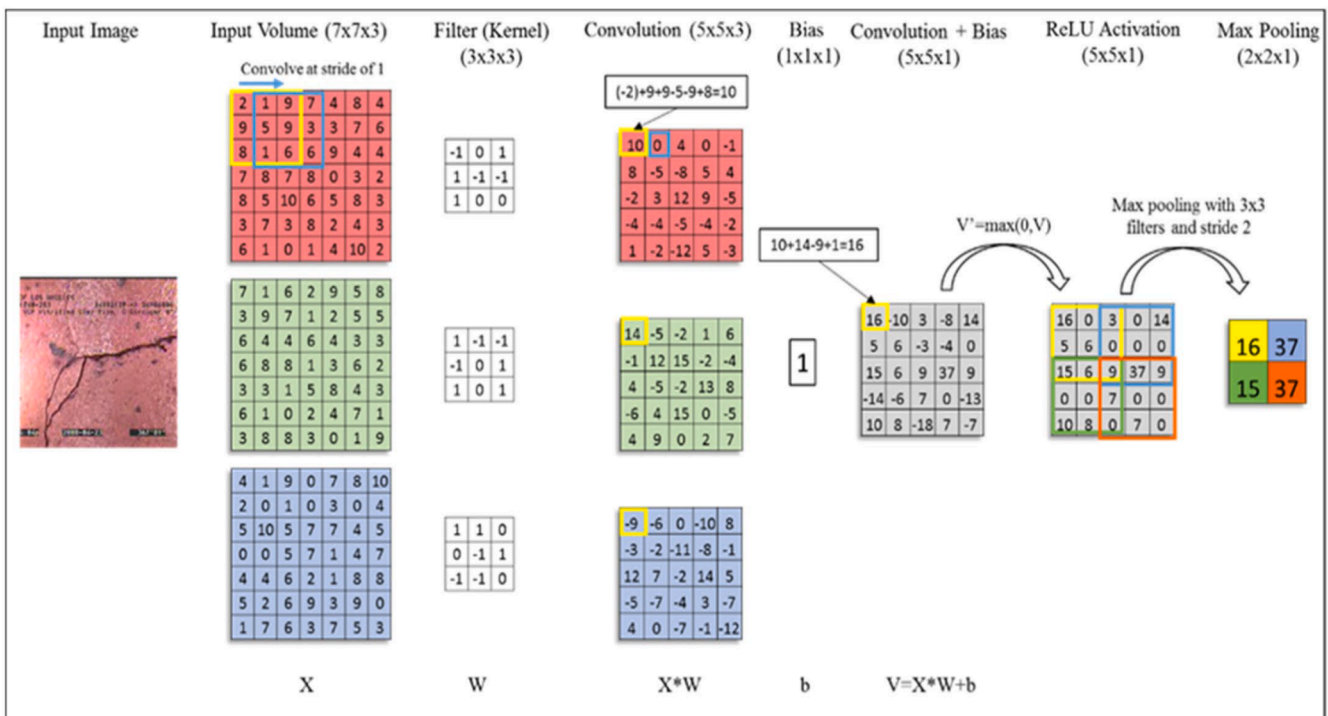 Input Image
Input Volume (7x7x3)
Filter (Kernel)
(3x3x3)
Convolution (5x5x3)
Bias
(1x1x1)
Convolution + Bias
(5x5x1)
ReLU Activation
(5x5x1)
Max Pooling
(2x2x1)
Convolve at stride of 1
2 1 9 7 4 8 4
9 5 9 3 3 7 6
8 1 6 6 9 4 4
7 8 7 8 0 3 2
8 5 10 6 5 8 3
3 7 3 8 2 4 3
6 1 0 1 4 10 2
-1 0 1
1 -1 -1
1 0 0
(-2)+9+9-5-9+8=10
10 0 4 0 -1
8 -5 -8 5 4
-2 3 12 9 -5
-4 -4 -5 -4 -2
1 -2 -12 5 -3
7 1 6 2 9 5 8
3 9 7 1 2 5 5
6 4 4 6 4 3 3
6 8 8 1 3 6 2
3 3 1 5 8 4 3
6 1 0 2 4 7 1
3 8 8 3 0 1 9
1 -1 -1
-1 0 1
1 0 1
14 -5 -2 1 6
-1 12 15 -2 -4
4 -5 -2 13 8
-6 4 15 0 -5
4 9 0 2 7
4 1 9 0 7 8 10
2 0 1 0 3 0 4
5 10 5 7 7 4 5
0 0 5 7 1 4 7
4 4 6 2 1 8 8
5 2 6 9 3 9 0
1 7 6 3 7 5 3
1 1 0
0 -1 1
-1 -1 0
-9 -6 0 -10 8
-3 -2 -11 -8 -1
12 7 -2 14 5
-5 -7 -4 3 -7
4 0 -7 -1 -12
1
10+14-9+1=16
16 -10 3 -8 14
5 6 -3 -4 0
15 6 9 37 9
-14 -6 7 0 -13
10 8 -18 7 -7
V'=max(0,V)
16 0 3 0 14
5 6 0 0 0
15 6 9 37 9
0 0 7 0 0
10 8 0 7 0
Max pooling with 3x3
filters and stride 2
16 37
15 37
X
W
X*W
b
V=X*W+b